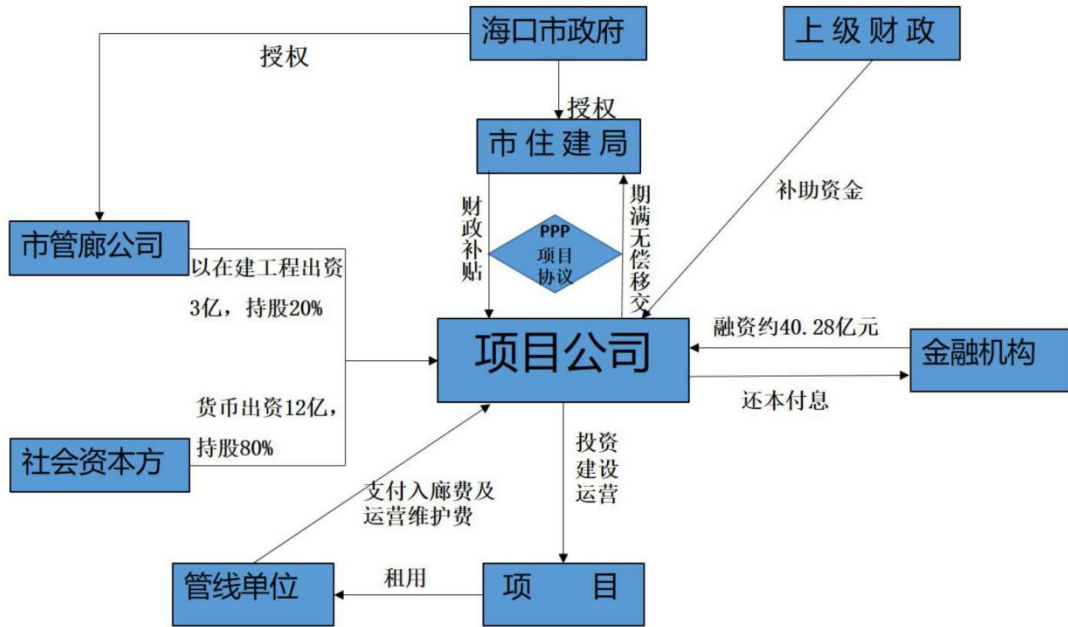 海口市政府
上级财政
授权
授权
市住建局
补助资金
财政补贴
期满无偿移交
PPP
项目
协议
市管廊公司
以在建工程出资
3亿，持股20%
项目公司
融资约40.28亿元
金融机构
还本付息
货币出资12亿，
持股80%
社会资本方
投资
建设
运营
支付入廊费及
运营维护费
管线单位
租用
项 目